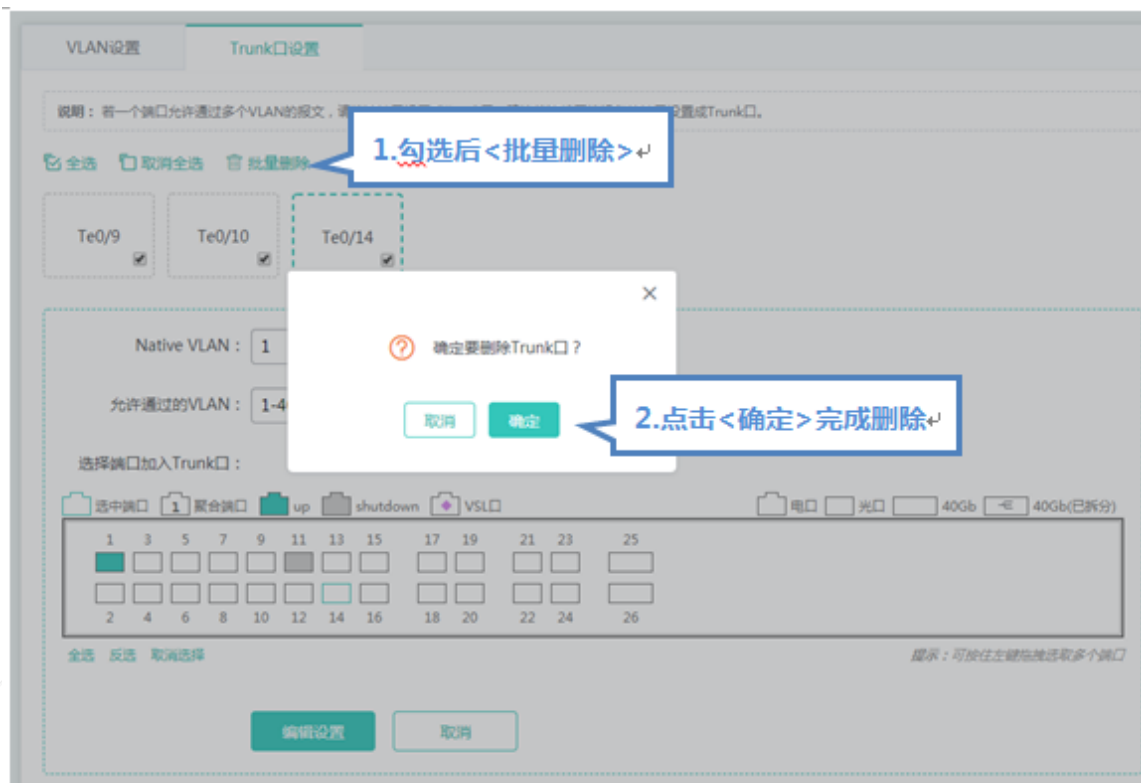 VLAN设置 Trunk口设置
说明：若一个端口允许通过多个VLAN的报文，请 设置成Trunk口。
1.勾选后<批量删除>↵
全选 取消全选 批量删除
Te0/9 Te0/10 Te0/14
确定要删除Trunk口？
Native VLAN： 1
取消 确定
允许通过的VLAN： 1-4
2.点击<确定>完成删除↵
选择端口加入Trunk口：
选中端口 1 聚合端口 up shutdown VSL口 电口 光口 40Gb 40Gb(已拆分)
1 3 5 7 9 11 13 15 17 19 21 23 25
2 4 6 8 10 12 14 16 18 20 22 24 26
全选 反选 取消选择 提示：可按住左键拖拽选取多个端口
编辑设置 取消